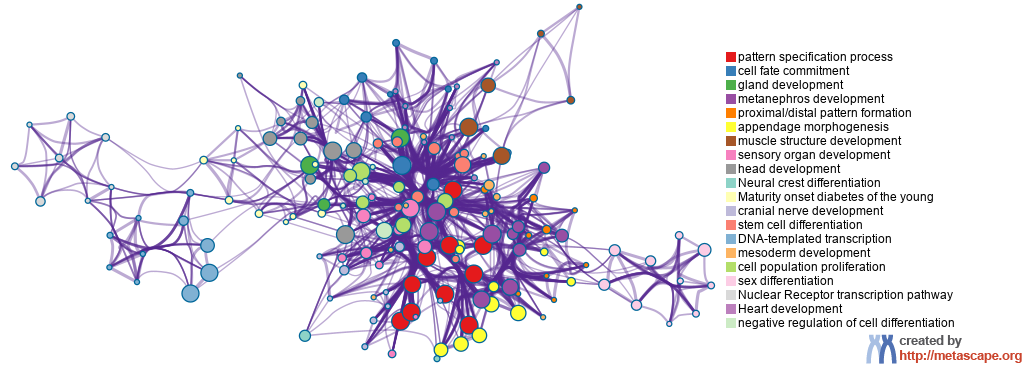 pattern specification process
cell fate commitment
gland development
metanephros development
proximal/distal pattern formation
appendage morphogenesis
muscle structure development
sensory organ development
head development
Neural crest differentiation
Maturity onset diabetes of the young
cranial nerve development
stem cell differentiation
DNA-templated transcription
mesoderm development
cell population proliferation
sex differentiation
Nuclear Receptor transcription pathway
Heart development
negative regulation of cell differentiation
created by
http://metascape.org